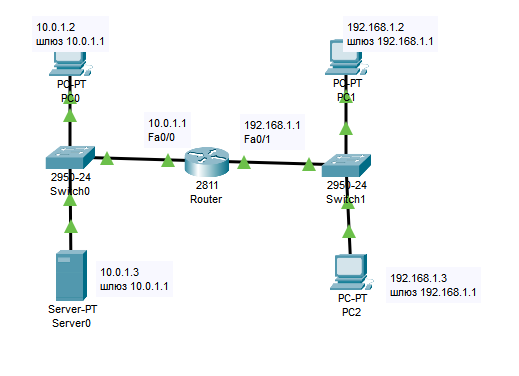 10.0.1.2
шлюз 10.0.1.1
PC-PT
PC0
192.168.1.2
шлюз 192.168.1.1
PC-PT
PC1
10.0.1.1
Fa0/0
192.168.1.1
Fa0/1
2950-24
Switch0
2811
Router
2950-24
Switch1
10.0.1.3
шлюз 10.0.1.1
Server-PT
Server0
192.168.1.3
шлюз 192.168.1.1
PC-PT
PC2